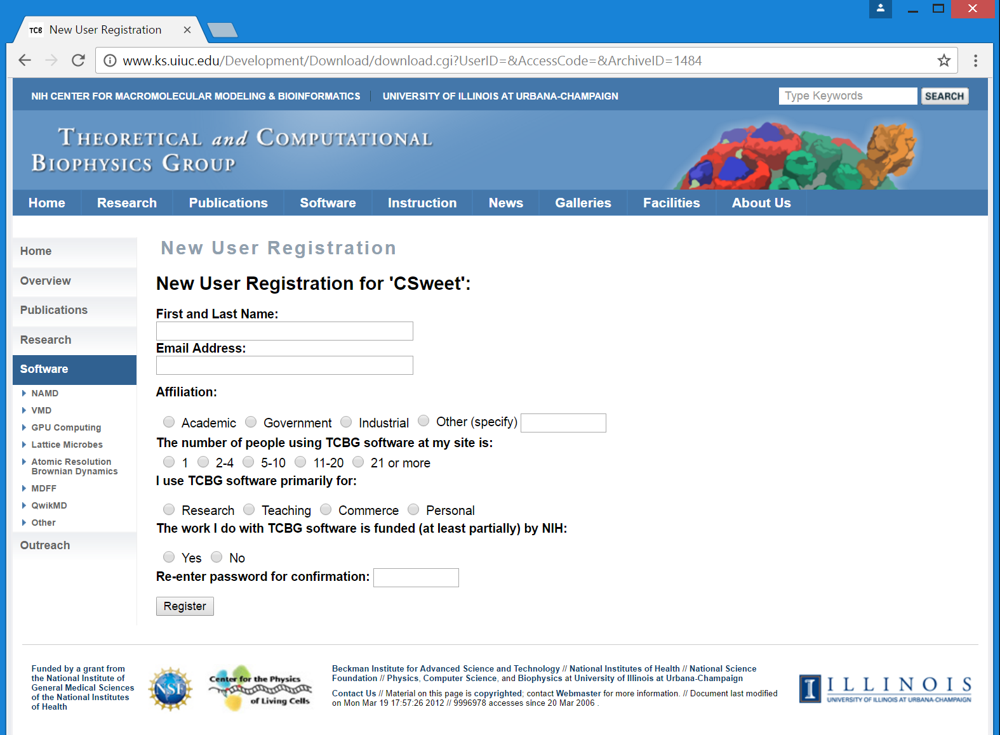 TCB New User Registration
www.ks.uiuc.edu/Development/Download/download.cgi?UserID=&AccessCode=&ArchiveID=1484
NIH CENTER FOR MACROMOLECULAR MODELING & BIOINFORMATICS UNIVERSITY OF ILLINOIS AT URBANA-CHAMPAIGN Type Keywords SEARCH
THEORETICAL and COMPUTATIONAL
BIOPHYSICS GROUP
Home Research Publications Software Instruction News Galleries Facilities About Us
Home
Overview
Publications
Research
Software
NAMD
VMD
GPU Computing
Lattice Microbes
Atomic Resolution
Brownian Dynamics
MDFF
QwikMD
Other
Outreach
New User Registration
New User Registration for 'CSweet':
First and Last Name:
Email Address:
Affiliation:
Academic Government Industrial Other (specify)
The number of people using TCBG software at my site is:
1 2-4 5-10 11-20 21 or more
I use TCBG software primarily for:
Research Teaching Commerce Personal
The work I do with TCBG software is funded (at least partially) by NIH:
Yes No
Re-enter password for confirmation:
Register
Funded by a grant from
the National Institute of
General Medical Sciences
of the National Institutes
of Health
NSF
Center for the Physics
of Living Cells
Beckman Institute for Advanced Science and Technology // National Institutes of Health // National Science
Foundation // Physics, Computer Science, and Biophysics at University of Illinois at Urbana-Champaign
Contact Us // Material on this page is copyrighted; contact Webmaster for more information. // Document last modified
on Mon Mar 19 17:57:26 2012 // 9996978 accesses since 20 Mar 2006 .
I ILLINOIS
UNIVERSITY OF ILLINOIS AT URBANA-CHAMPAIGN